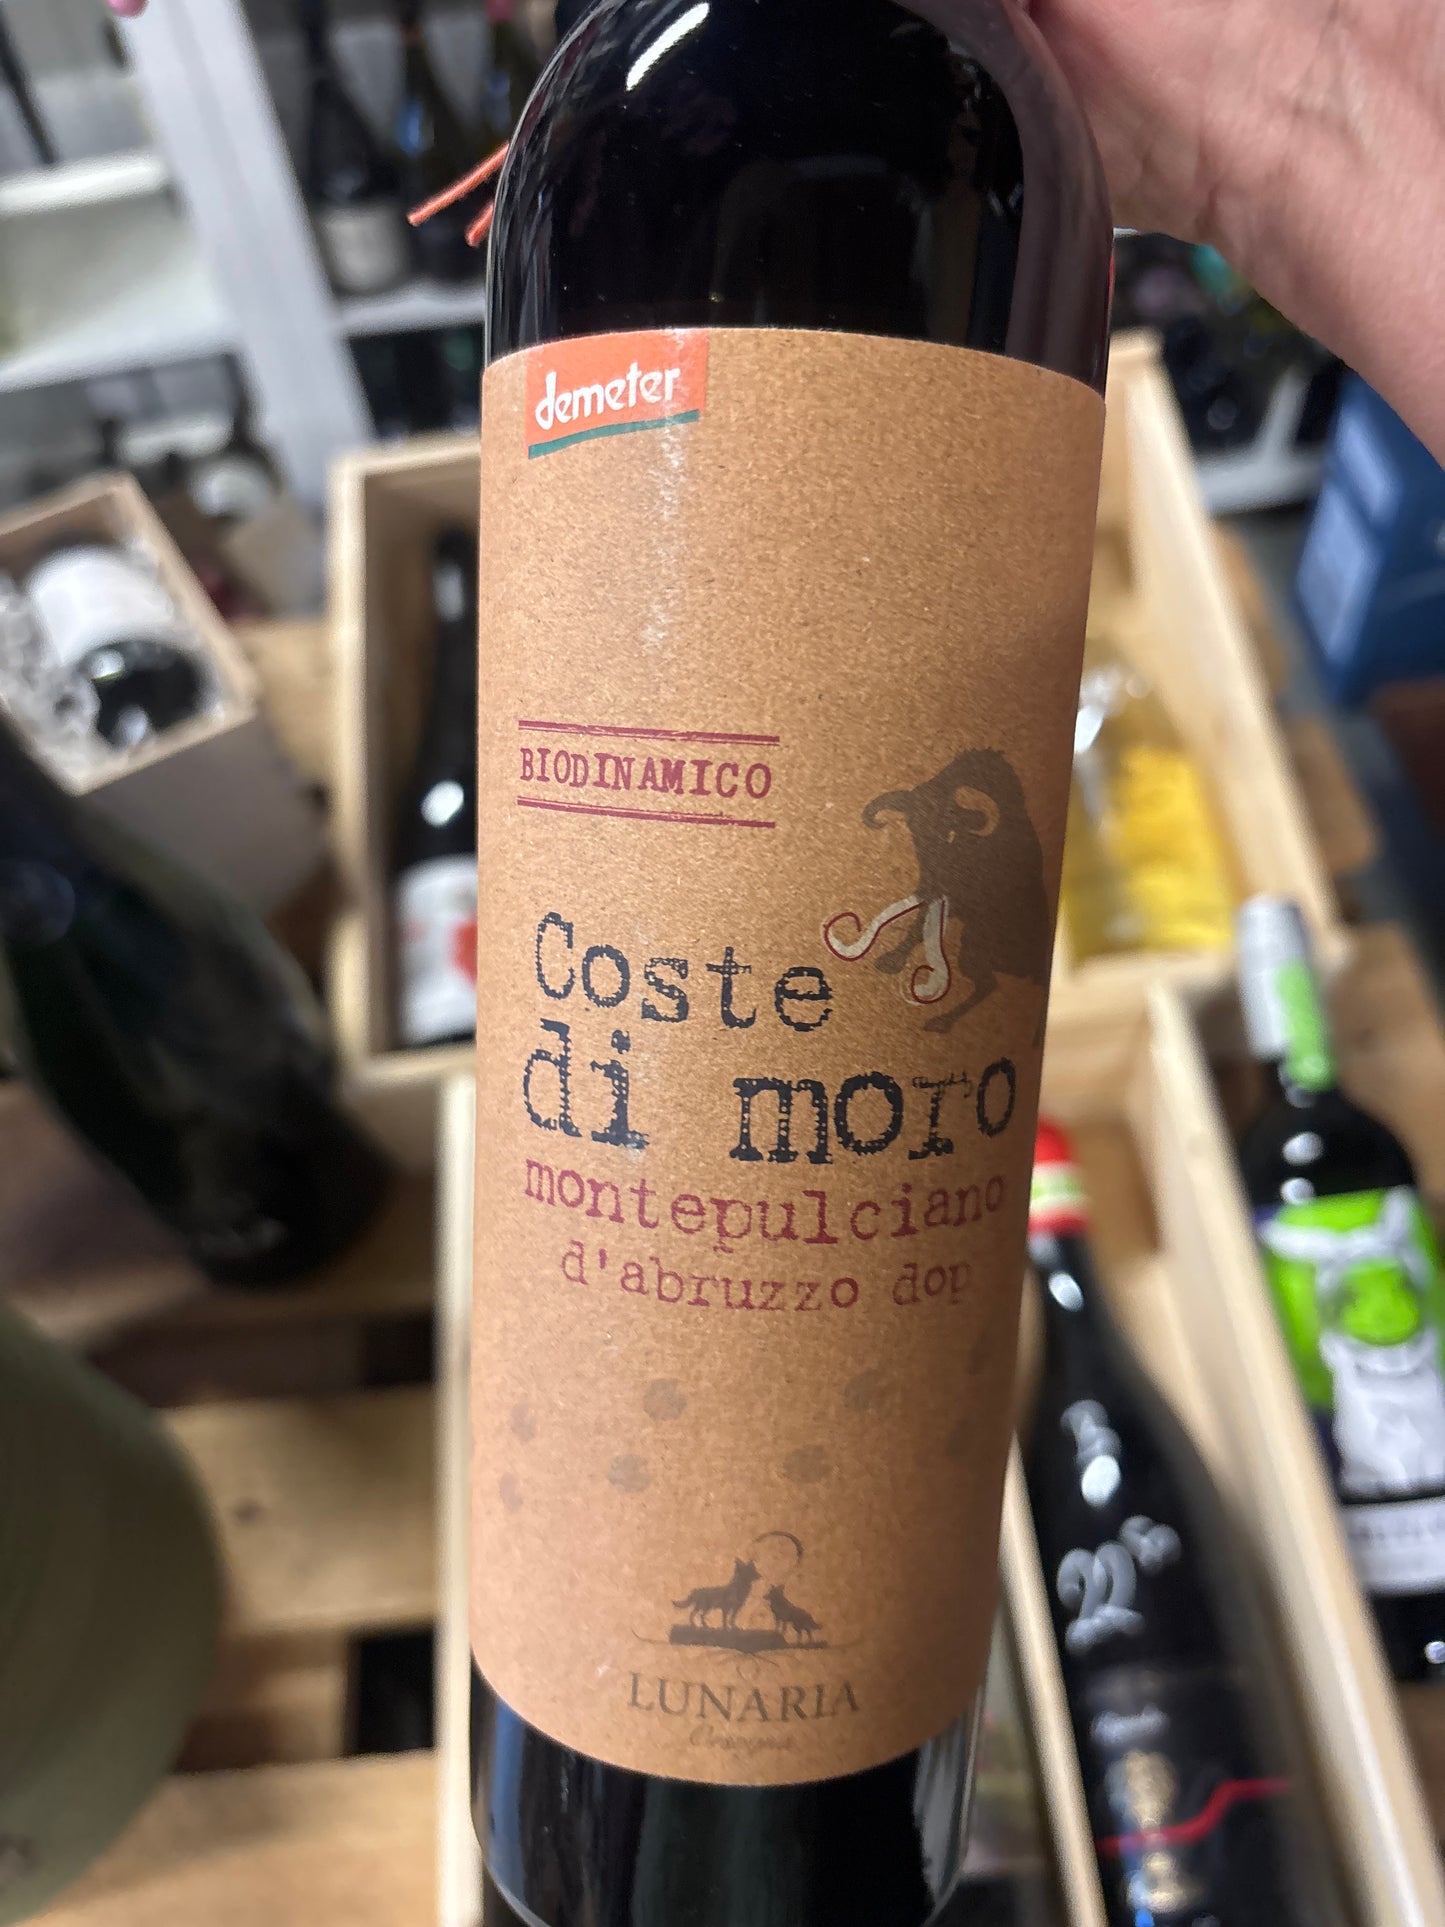 demeter
BIODINAMICO
Coste
di moro
montepulciano
d'abruzzo dop
LUNARIA